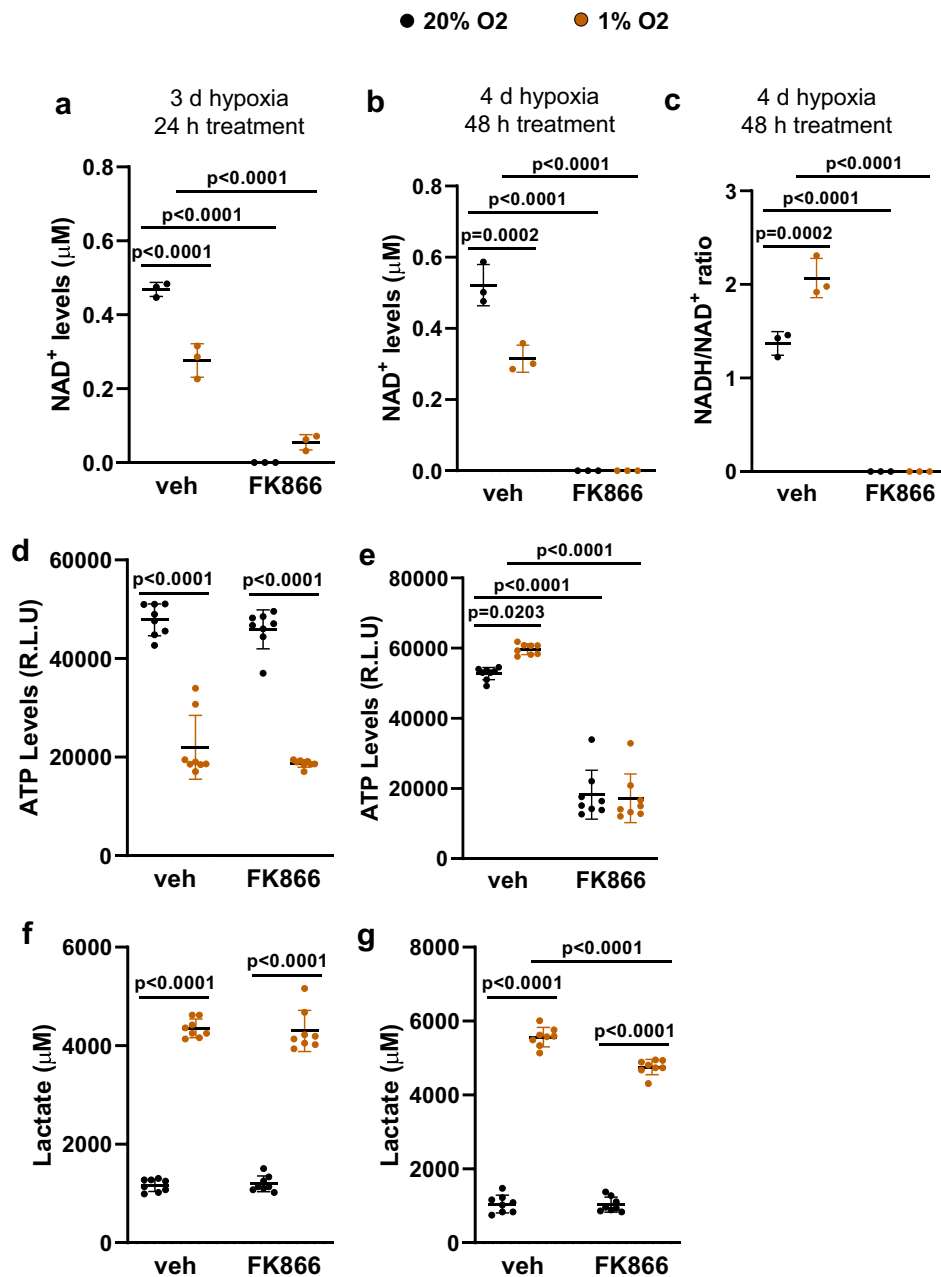 20% O2 1% O2
a
3 d hypoxia
24 h treatment
p<0.0001
p<0.0001
p<0.0001
NAD+ levels (μM)
0.8
0.6
0.4
0.2
0.0
veh FK866
b
4 d hypoxia
48 h treatment
p<0.0001
p<0.0001
p=0.0002
NAD+ levels (μM)
0.8
0.6
0.4
0.2
0.0
veh FK866
c
4 d hypoxia
48 h treatment
p<0.0001
p<0.0001
p=0.0002
NADH/NAD+ ratio
3
2
1
0
veh FK866
d
p<0.0001 p<0.0001
ATP Levels (R.L.U)
60000
40000
20000
0
veh FK866
e
p<0.0001
p<0.0001
p=0.0203
ATP Levels (R.L.U)
80000
60000
40000
20000
0
veh FK866
f
p<0.0001 p<0.0001
Lactate (μM)
6000
4000
2000
0
veh FK866
g
p<0.0001
p<0.0001
p<0.0001
Lactate (μM)
8000
6000
4000
2000
0
veh FK866